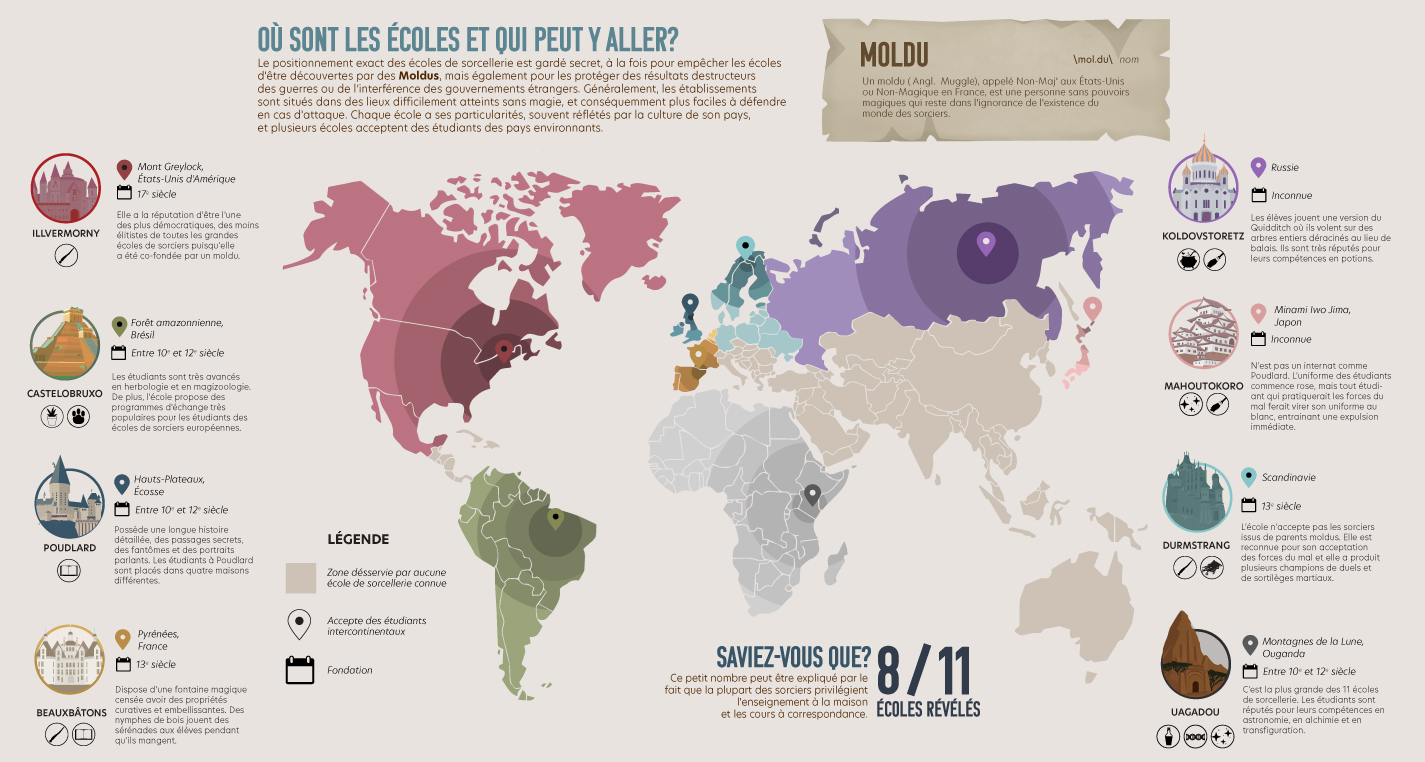 OÙ SONT LES ÉCOLES ET QUI PEUT Y ALLER?
Le positionnement exact des écoles de sorcellerie est gardé secret, à la fois pour empêcher les écoles
d'être découvertes par des Moldus, mais également pour les protéger des résultats destructeurs
des guerres ou de l'interférence des gouvernements étrangers. Généralement, les établissements
sont situés dans des lieux difficilement atteints sans magie, et conséquemment plus faciles à défendre
en cas d'attaque. Chaque école a ses particularités, souvent réflétés par la culture de son pays,
et plusieurs écoles acceptent des étudiants des pays environnants.
MOLDU
\mol.du\ nom
Un moldu ( Angl. Muggle), appelé Non-Maj' aux États-Unis
ou Non-Magique en France, est une personne sans pouvoirs
magiques qui reste dans l'ignorance de l'existence du
monde des sorciers.
ILLVERMORNY
Mont Greylock,
États-Unis d'Amérique
17e siècle
Elle a la réputation d'être l'une
des plus démocratiques, des moins
élitistes de toutes les grandes
écoles de sorciers puisqu'elle
a été co-fondée par un moldu.
CASTELOBRUXO
Forêt amazonnienne,
Brésil
Entre 10e et 12e siècle
Les étudiants sont très avancés
en herbologie et en magizoologie.
De plus, l'école propose des
programmes d'échange très
populaires pour les étudiants des
écoles de sorciers européennes.
POUDLARD
Hauts-Plateaux,
Écosse
Entre 10e et 12e siècle
Possède une longue histoire
détaillée, des passages secrets,
des fantômes et des portraits
parlants. Les étudiants à Poudlard
sont placés dans quatre maisons
différentes.
BEAUXBÂTONS
Pyrénées,
France
13e siècle
Dispose d'une fontaine magique
censée avoir des propriétés
curatives et embellissantes. Des
nymphes de bois jouent des
sérénades aux élèves pendant
qu'ils mangent.
LÉGENDE
Zone désservie par aucune
école de sorcellerie connue
Accepte des étudiants
intercontinentaux
Fondation
SAVIEZ-VOUS QUE?
Ce petit nombre peut être expliqué par le
fait que la plupart des sorciers privilégient
l'enseignement à la maison
et les cours à correspondance.
8/11
ÉCOLES RÉVÉLÉS
KOLDOVSTORETZ
Russie
Inconnue
Les élèves jouent une version du
Quidditch où ils volent sur des
arbres entiers déracinés au lieu de
balais. Ils sont très réputés pour
leurs compétences en potions.
MAHOUTOKORO
Minami Iwo Jima,
Japon
Inconnue
N'est pas un internat comme
Poudlard. L'uniforme des étudiants
commence rose, mais tout étudi-
ant qui pratiquerait les forces du
mal ferait virer son uniforme au
blanc, entrainant une expulsion
immédiate.
DURMSTRANG
Scandinavie
13e siècle
L'école n'accepte pas les sorciers
issus de parents moldus. Elle est
reconnue pour son acceptation
des forces du mal et elle a produit
plusieurs champions de duels et
de sortilèges martiaux.
UAGADOU
Montagnes de la Lune,
Ouganda
Entre 10e et 12e siècle
C'est la plus grande des 11 écoles
de sorcellerie. Les étudiants sont
réputés pour leurs compétences en
astronomie, en alchimie et en
transfiguration.